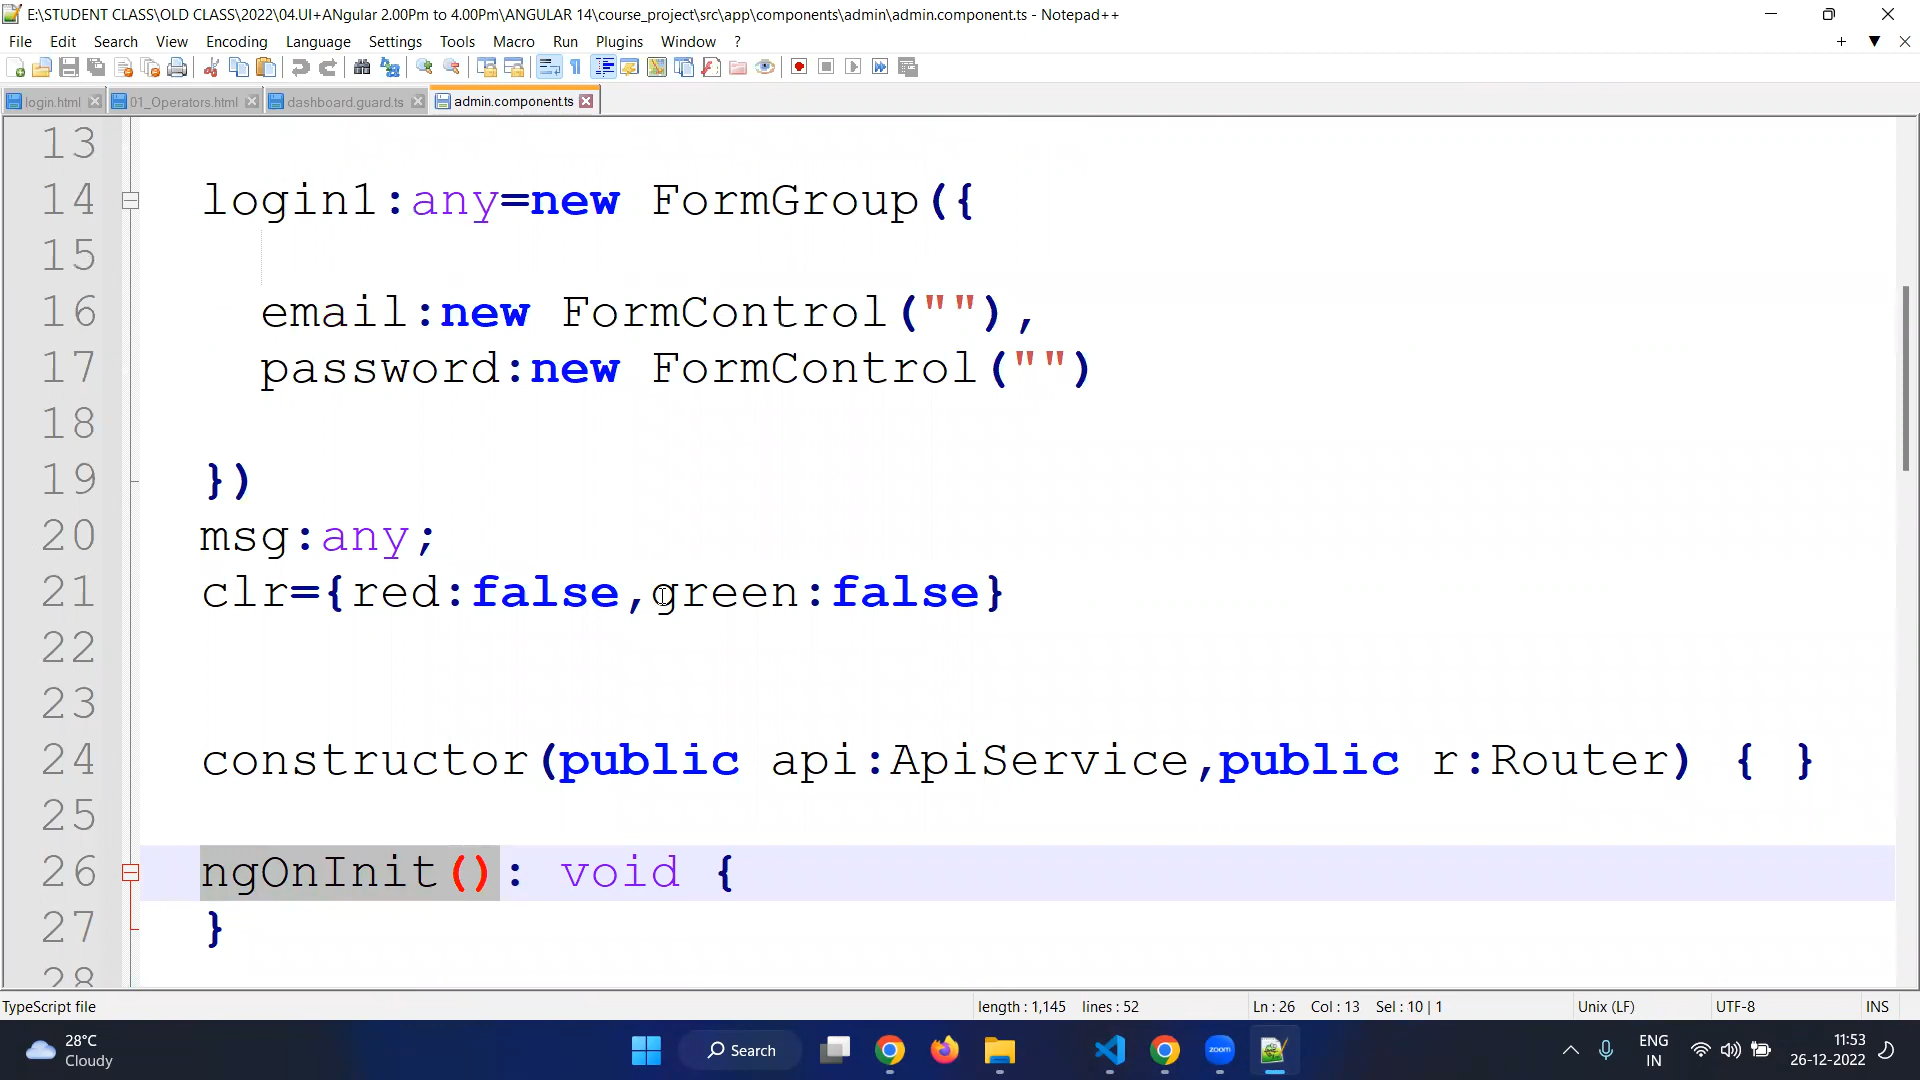 E:\STUDENT CLASS\OLD CLASS\2022\04.UI+ANgular 2.00Pm to 4.00Pm\ANGULAR 14\course_project\src\app\components\admin\admin.component.ts - Notepad++
File Edit Search View Encoding Language Settings Tools Macro Run Plugins Window ?
login.html 01_Operators.html dashboard.guard.ts admin.component.ts
13
14 login1:any=new FormGroup({
15
16 email:new FormControl(""),
17 password:new FormControl("")
18
19 })
20 msg:any;
21 clr={red:false,green:false}
22
23
24 constructor(public api:ApiService,public r:Router) { }
25
26 ngOnInit(): void {
27 }
28
TypeScript file length : 1,145 lines : 52 Ln : 26 Col : 13 Sel : 10 | 1 Unix (LF) UTF-8 INS
28°C
Cloudy
Search
zoom
ENG
IN
11:53
26-12-2022